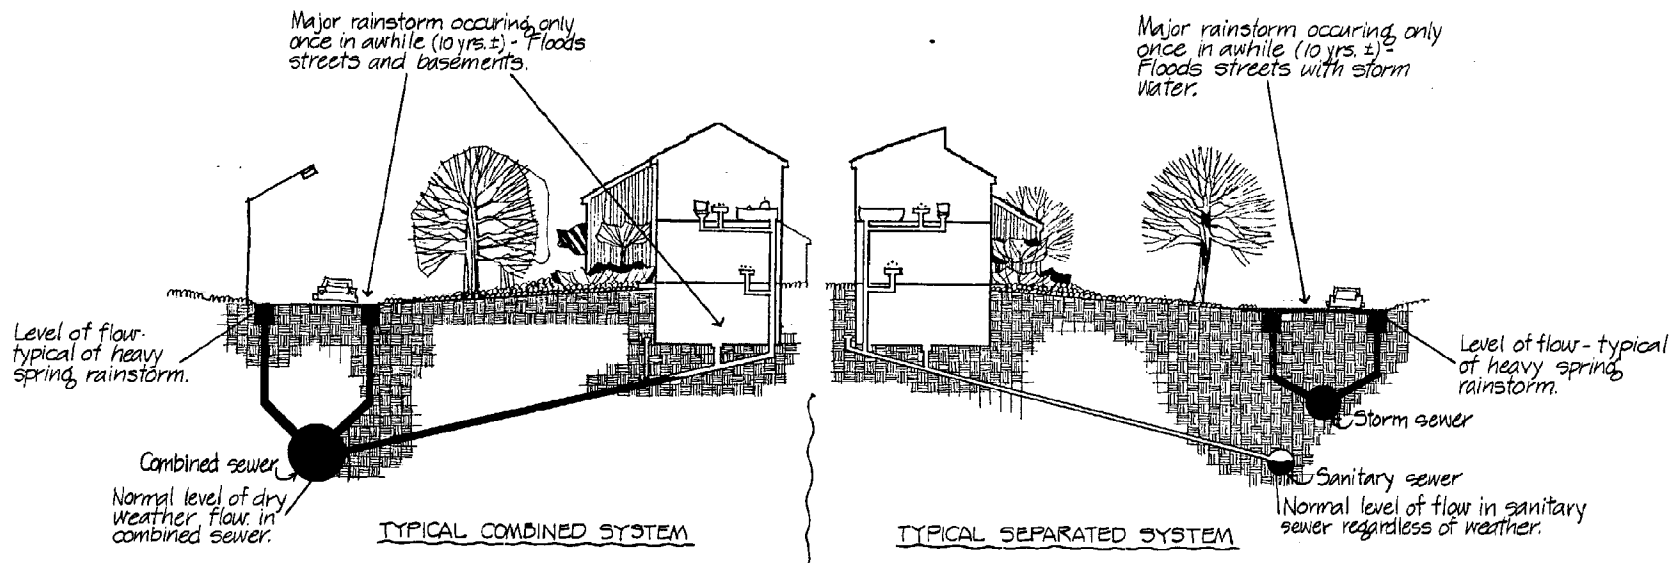 Major rainstorm occuring only
once in awhile (10 yrs. ±) - Floods
streets and basements.
Level of flow-
typical of heavy
spring rainstorm.
Combined sewer
Normal level of dry
weather flow in
combined sewer.
TYPICAL COMBINED SYSTEM
Major rainstorm occuring only
once in awhile (10 yrs. ±) -
Floods streets with storm
water.
Level of flow - typical
of heavy spring
rainstorm.
Storm sewer
Sanitary sewer
Normal level of flow in sanitary
sewer regardless of weather.
TYPICAL SEPARATED SYSTEM